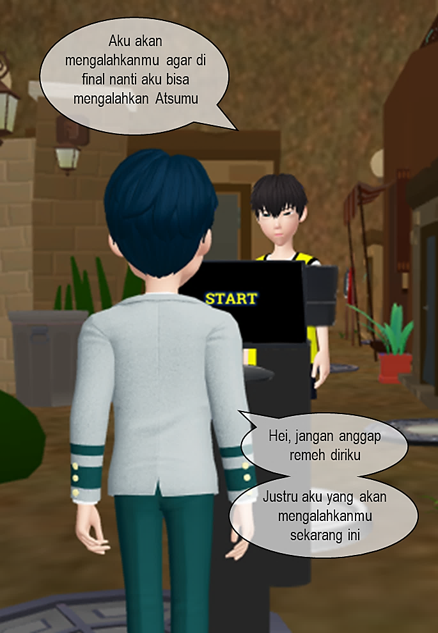 Aku akan
mengalahkanmu agar di
final nanti aku bisa
mengalahkan Atsumu
START
Hei, jangan anggap
remeh diriku
Justru aku yang akan
mengalahkanmu
sekarang ini